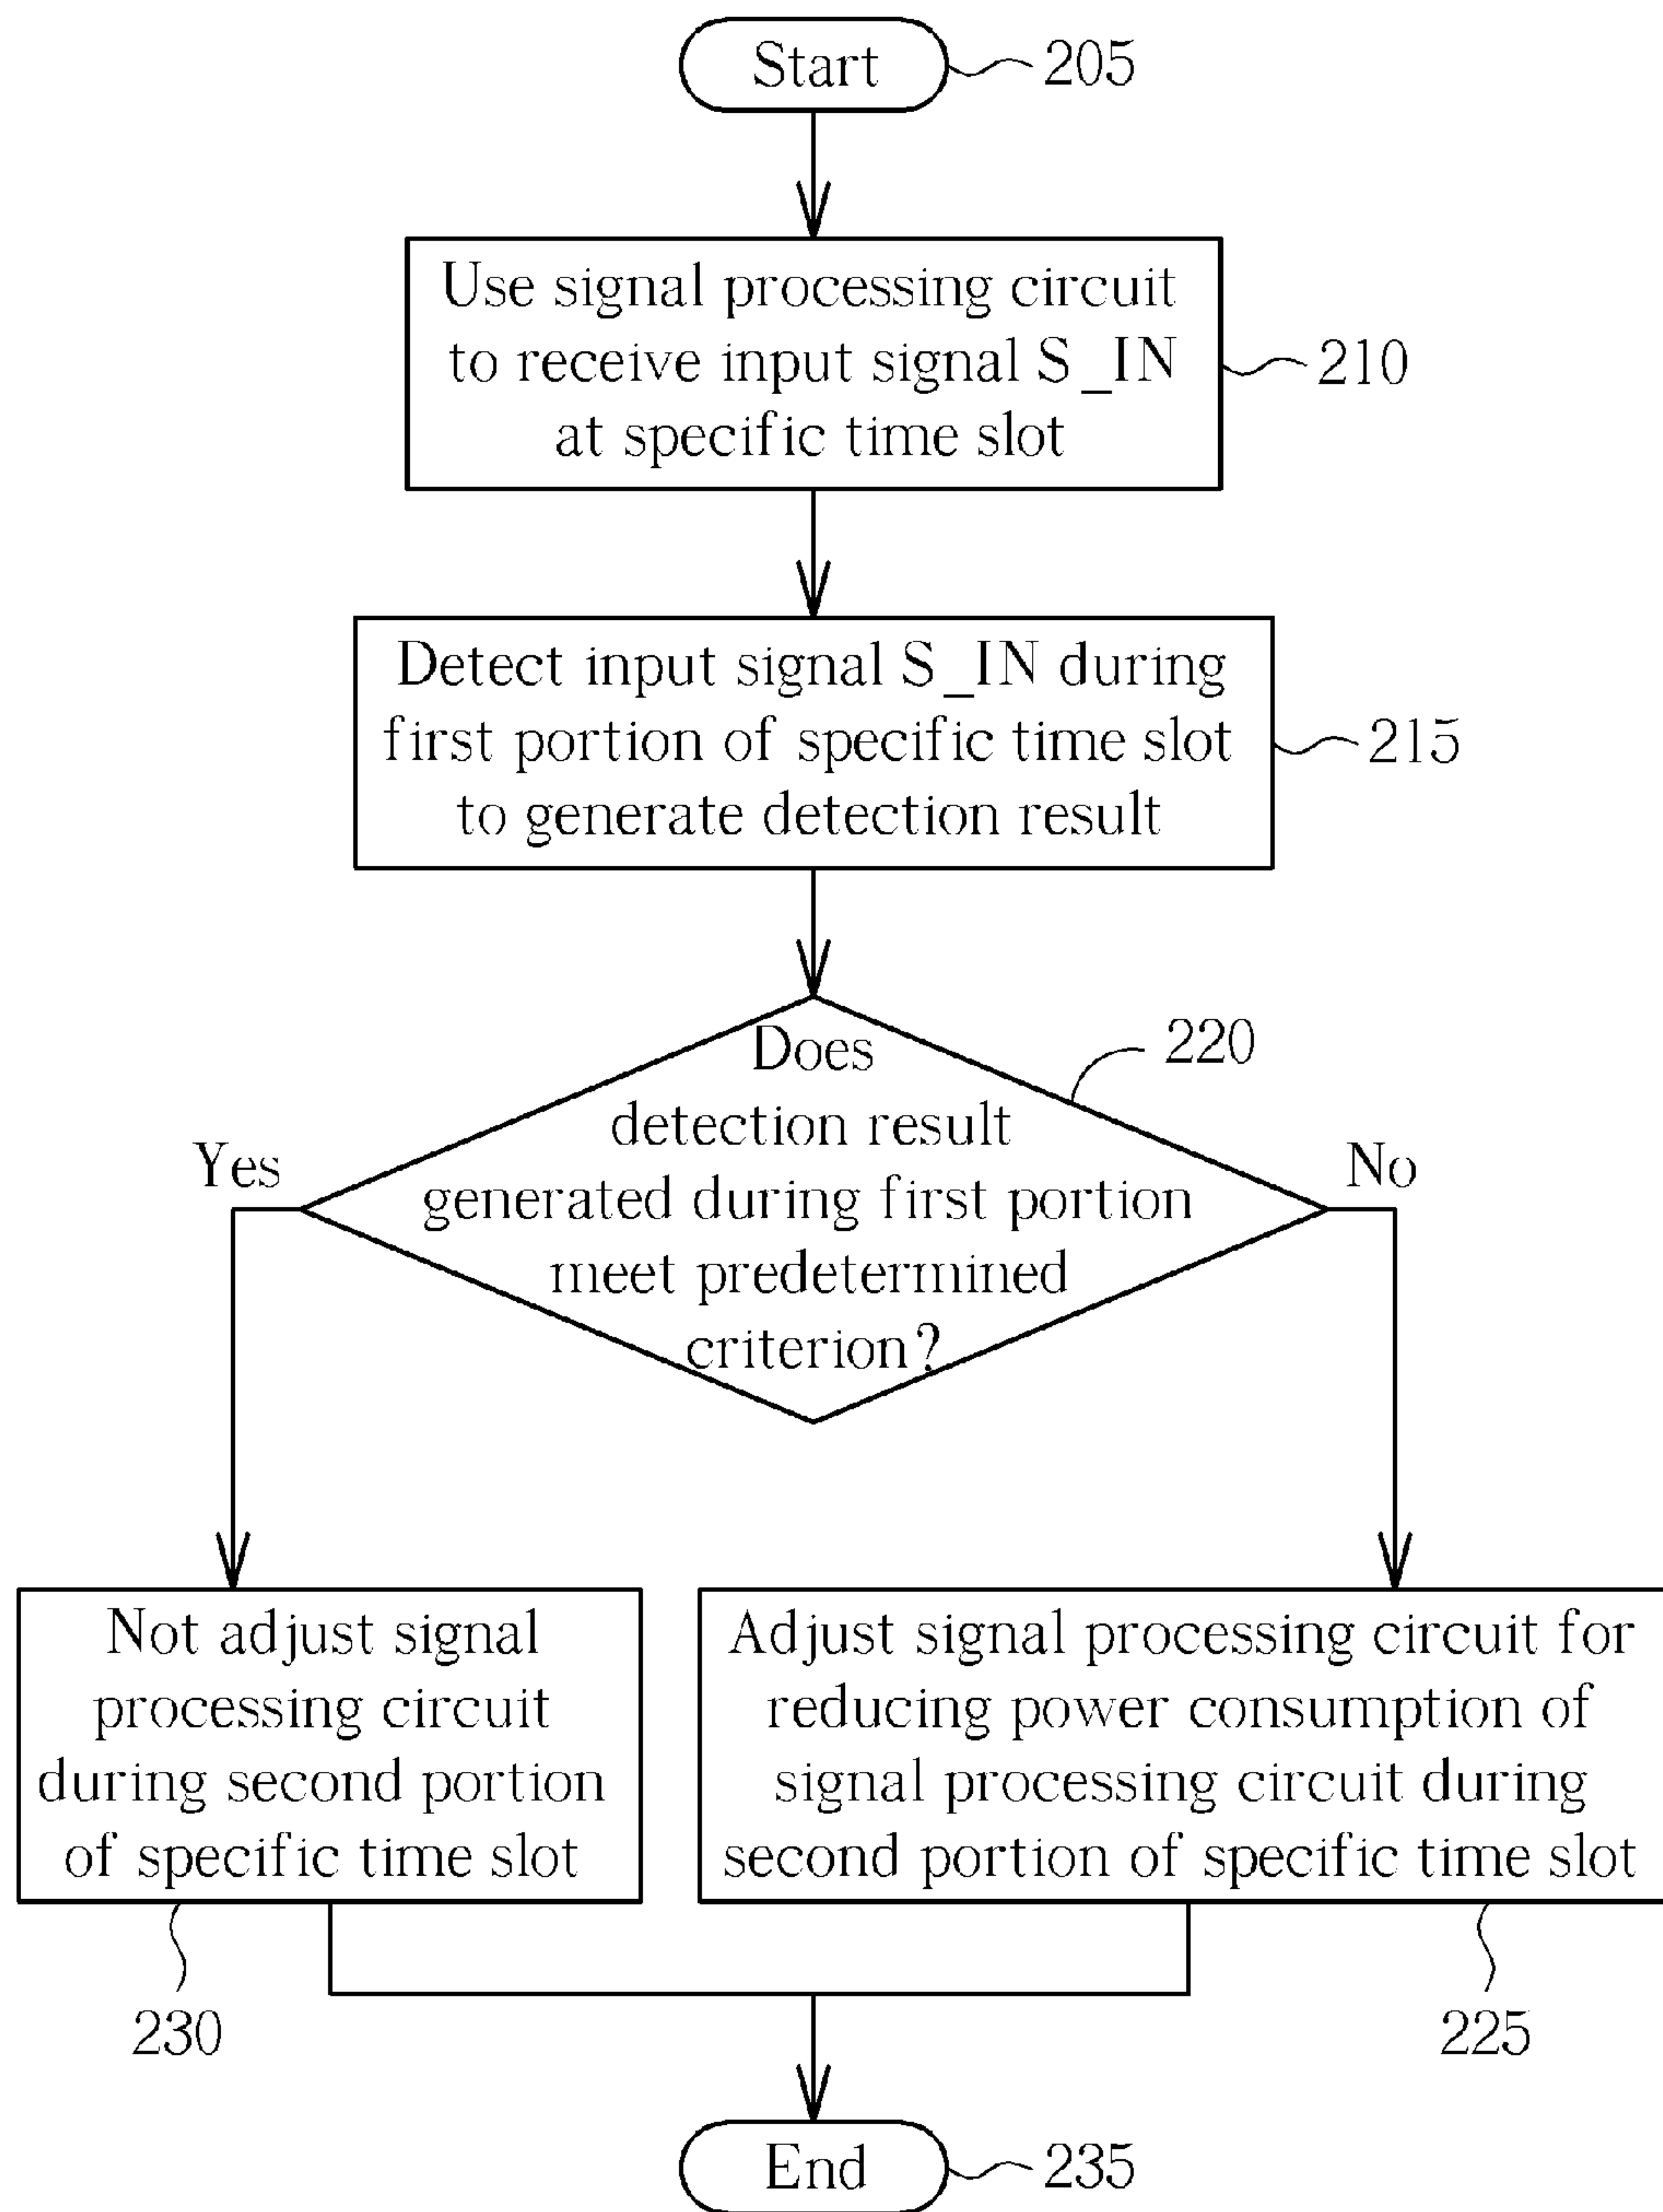 Start
205
Use signal processing circuit
to receive input signal S_IN
at specific time slot
210
Detect input signal S_IN during
first portion of specific time slot
to generate detection result
215
Does
detection result
generated during first portion
meet predetermined
criterion?
220
Yes
No
Not adjust signal
processing circuit
during second portion
of specific time slot
230
Adjust signal processing circuit for
reducing power consumption of
signal processing circuit during
second portion of specific time slot
225
End
235